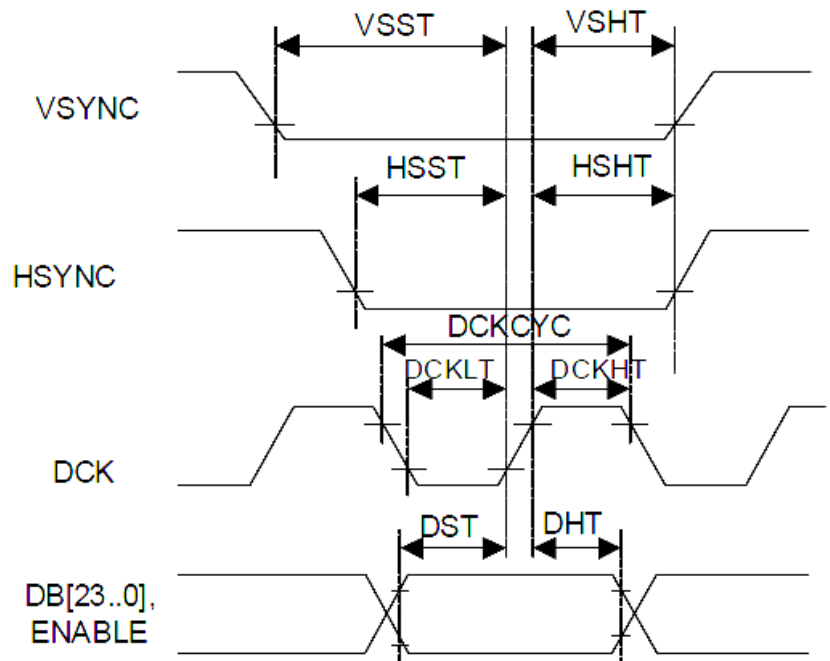 VSST VSHT
VSYNC
HSST HSHT
HSYNC
DCKCYC
DCKLT DCKHT
DCK
DST DHT
DB[23..0],
ENABLE